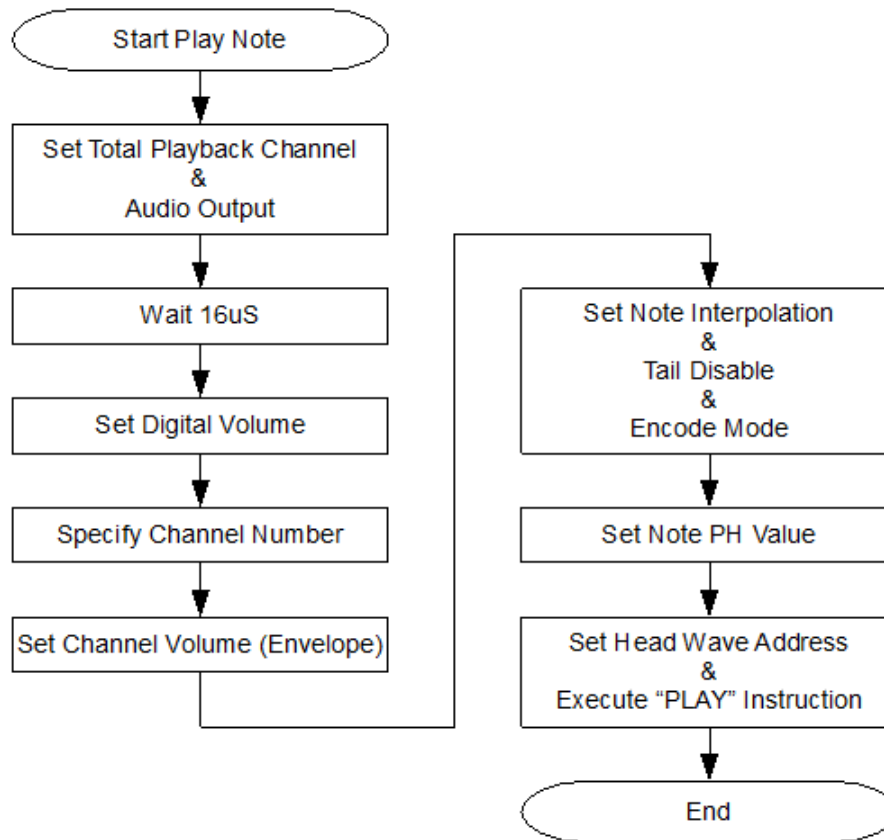 Start Play Note
Set Total Playback Channel
&
Audio Output
Wait 16uS
Set Digital Volume
Specify Channel Number
Set Channel Volume (Envelope)
Set Note Interpolation
&
Tail Disable
&
Encode Mode
Set Note PH Value
Set Head Wave Address
&
Execute “PLAY” Instruction
End